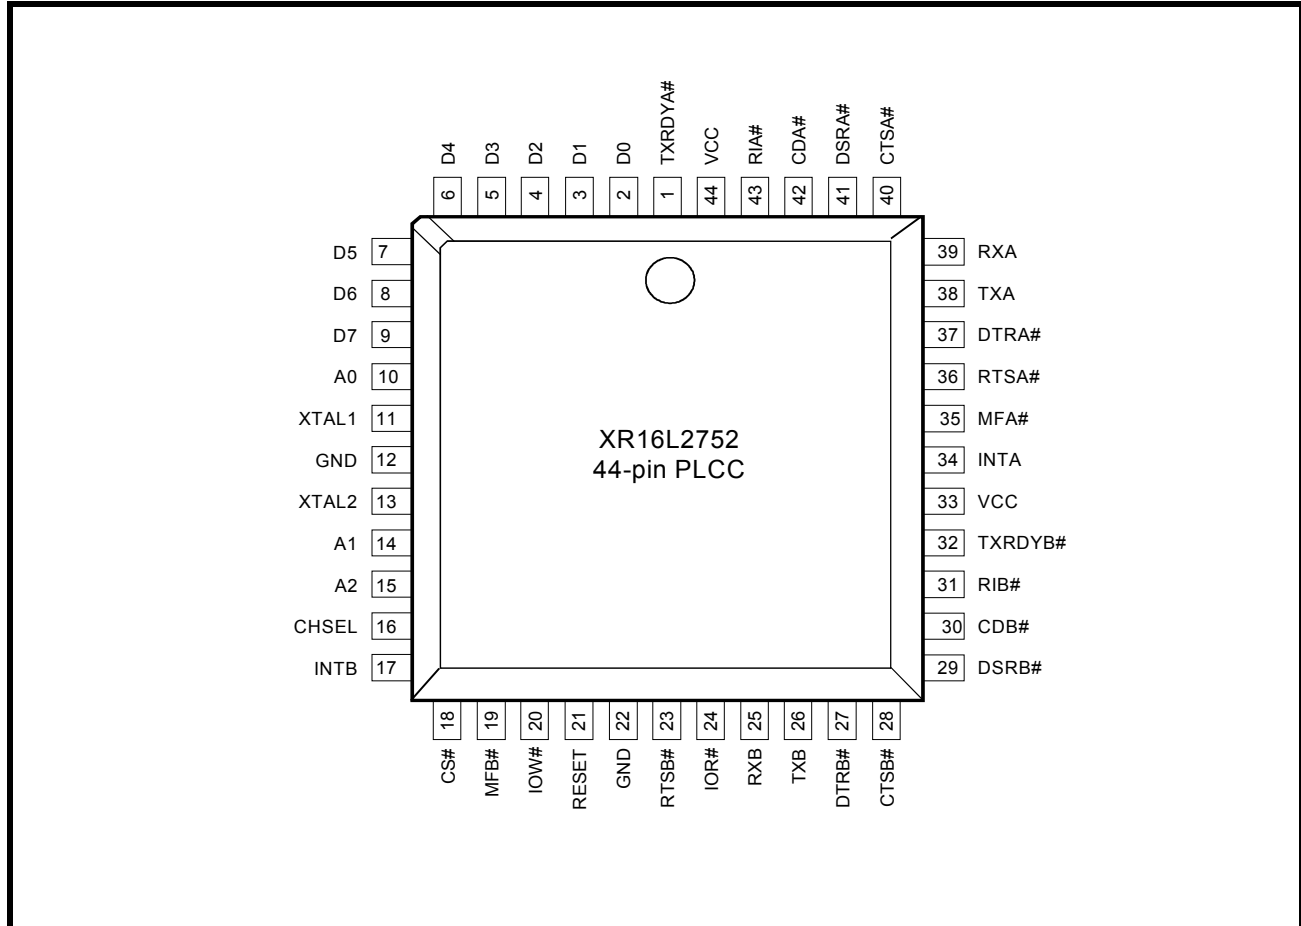 D4 D3 D2 D1 D0 TXRDYA# VCC RIA# CDA# DSRA# CTSA#
6 5 4 3 2 1 44 43 42 41 40
D5 7 39 RXA
D6 8 38 TXA
D7 9 37 DTRA#
A0 10 36 RTSA#
XTAL1 11 35 MFA#
XR16L2752
GND 12 34 INTA
44-pin PLCC
XTAL2 13 33 VCC
A1 14 32 TXRDYB#
A2 15 31 RIB#
CHSEL 16 30 CDB#
INTB 17 29 DSRB#
18 19 20 21 22 23 24 25 26 27 28
CS# MFB# IOW# RESET GND RTSB# IOR# RXB TXB DTRB# CTSB#